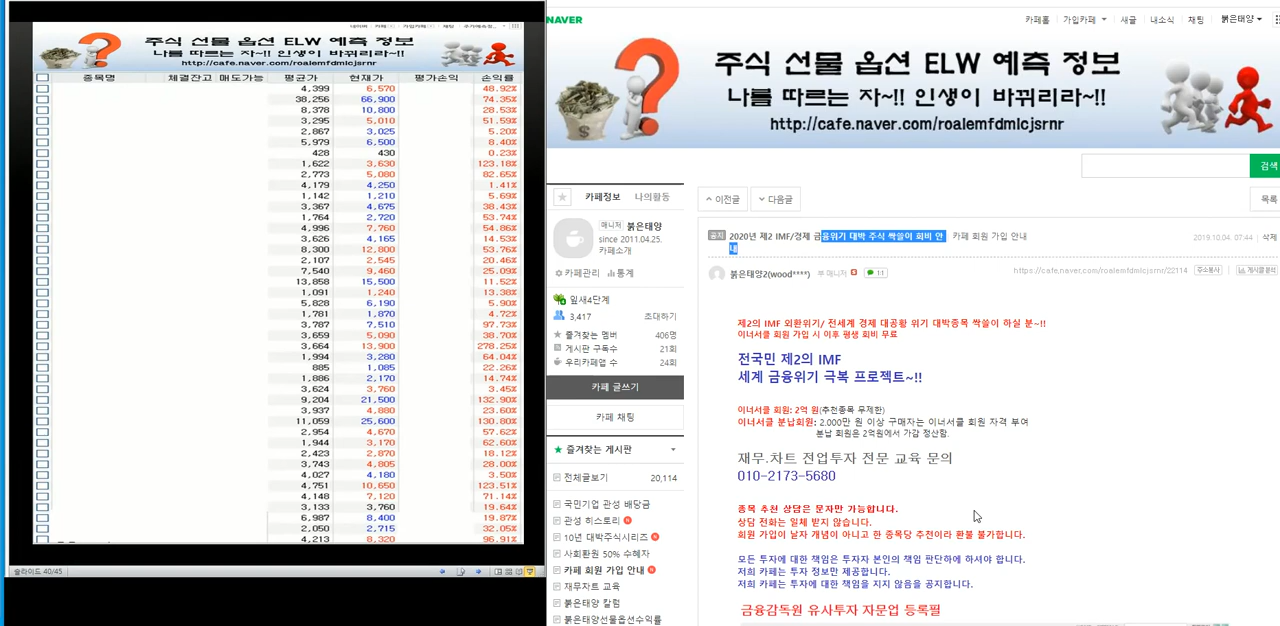 주식 선물 옵션 ELW 예측 정보
나를 따르는 자~!! 인생이 바뀌리라~!!
http://cafe.naver.com/roalemfdmlcjsrnr
종목명 체결잔고 매도가능 평균가 현재가 평가손익 손익률
4,399 6,570 48.92%
38,256 66,900 74.35%
8,378 10,800 28.53%
3,295 5,010 51.59%
2,867 3,025 5.20%
5,979 6,500 8.40%
428 430 0.23%
1,622 3,630 123.18%
2,773 5,080 82.65%
4,179 4,250 1.41%
1,142 1,210 5.69%
3,367 4,675 38.43%
1,764 2,720 53.74%
4,996 7,760 54.86%
3,626 4,165 14.53%
8,300 12,800 53.76%
2,107 2,545 20.46%
7,540 9,460 25.09%
13,858 15,500 11.52%
1,091 1,240 13.38%
5,828 6,190 5.90%
1,781 1,870 4.72%
3,787 7,510 97.73%
3,659 5,090 38.70%
3,664 13,900 278.25%
1,994 3,280 64.04%
885 1,085 22.26%
1,886 2,170 14.74%
3,624 3,760 3.45%
9,204 21,500 132.90%
3,937 4,880 23.60%
11,059 25,600 130.80%
2,954 4,670 57.62%
1,944 3,170 62.60%
2,423 2,870 18.12%
3,743 4,805 28.00%
4,027 4,180 3.50%
4,751 10,650 123.51%
4,148 7,120 71.14%
3,133 3,760 19.64%
6,987 8,400 19.87%
2,050 2,715 32.05%
4,213 8,320 96.91%
슬라이드 40/45
NAVER
카페홈 가입카페 새글 내소식 채팅 붉은태양
주식 선물 옵션 ELW 예측 정보
나를 따르는 자~!! 인생이 바뀌리라~!!
http://cafe.naver.com/roalemfdmlcjsrnr
검색
카페정보 나의활동
매니저 붉은태양
since 2011.04.25.
카페소개
카페관리 통계
잎새4단계
3,417 초대하기
즐겨찾는 멤버 406명
게시판 구독수 21회
우리카페앱 수 24회
카페 글쓰기
카페 채팅
즐겨찾는 게시판
전체글보기 20,114
국민기업 관성 배당금
관성 히스토리
10년 대박주식시리즈
사회환원 50% 수혜자
카페 회원 가입 안내
재무차트 교육
붉은태양 칼럼
붉은태양선물옵션수익률
이전글 다음글 목록
공지 2020년 제2 IMF/경제 금융위기 대박 주식 싹쓸이 회비 안 카페 회원 가입 안내 2019.10.04. 07:44 삭제
내
붉은태양2(wood****) 부매니저 1:1 https://cafe.naver.com/roalemfdmlcjsrnr/22114 주소복사 게시글분석
제2의 IMF 외환위기/ 전세계 경제 대공황 위기 대박종목 싹쓸이 하실 분~!!
이너서클 회원 가입 시 이후 평생 회비 무료
전국민 제2의 IMF
세계 금융위기 극복 프로젝트~!!
이너서클 회원: 2억 원(추천종목 무제한)
이너서클 분납회원: 2.000만 원 이상 구매자는 이너서클 회원 자격 부여
분납 회원은 2억원에서 가감 정산함.
재무.차트 전업투자 전문 교육 문의
010-2173-5680
종목 추천 상담은 문자만 가능합니다.
상담 전화는 일체 받지 않습니다.
회원 가입이 날자 개념이 아니고 한 종목당 추천이라 환불 불가합니다.
모든 투자에 대한 책임은 투자자 본인의 책임 판단하에 하셔야 합니다.
저희 카페는 투자 정보만 제공합니다.
저희 카페는 투자에 대한 책임을 지지 않음을 공지합니다.
금융감독원 유사투자 자문업 등록필